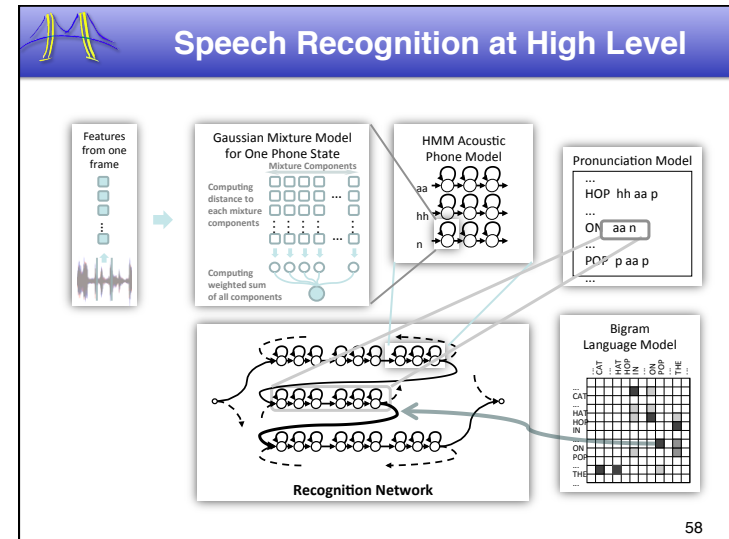 Speech Recognition at High Level
Features
from one
frame
Gaussian Mixture Model
for One Phone State
Mixture Components
Computing
distance to
each mixture
components
...
...
Computing
weighted sum
of all components
HMM Acoustic
Phone Model
aa
hh
n
Pronunciation Model
...
HOP hh aa p
...
ON aa n
...
POP p aa p
...
Recognition Network
Bigram
Language Model
... CAT ... HAT HOP IN ... ON POP ... THE ...
...
CAT
...
HAT
HOP
IN
...
ON
POP
...
THE
...
58